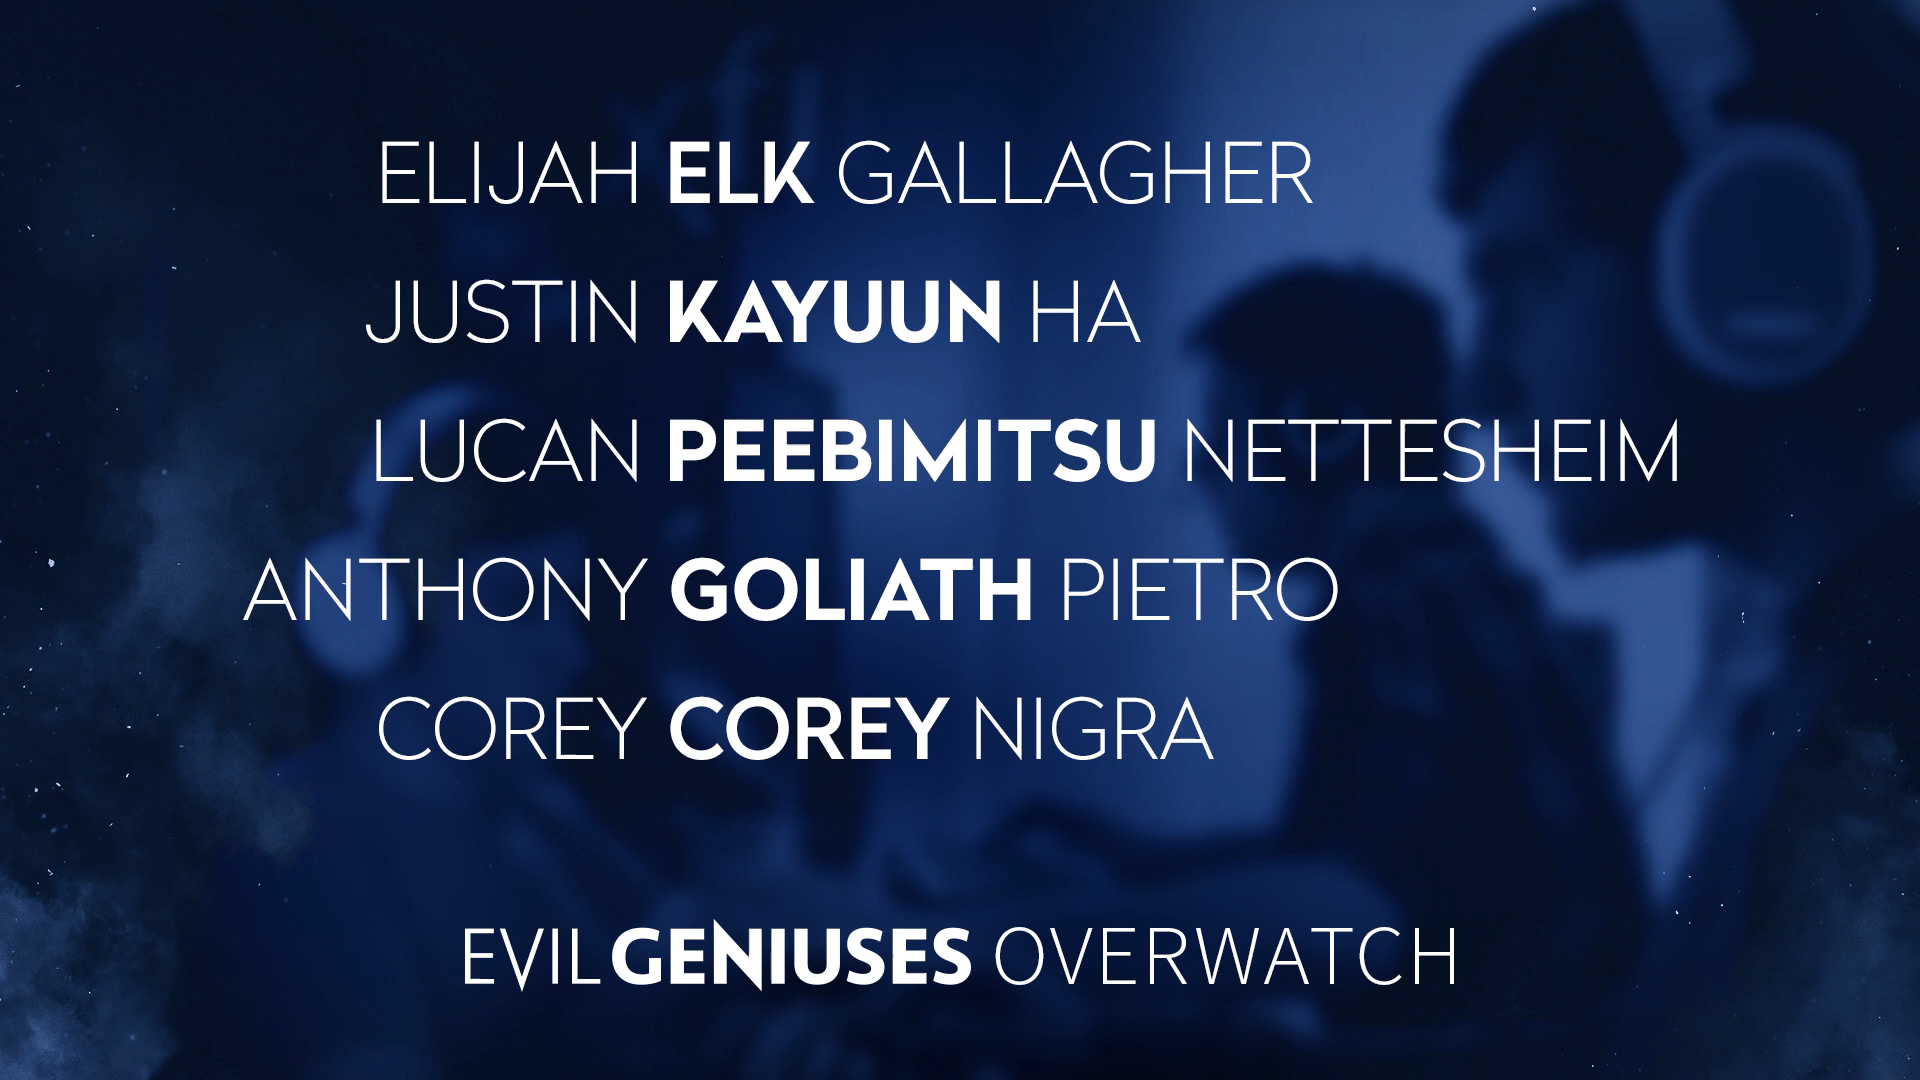 ELIJAH ELK GALLAGHER
JUSTIN KAYUUN HA
LUCAN PEEBIMITSU NETTESHEIM
ANTHONY GOLIATH PIETRO
COREY COREY NIGRA
EVIL GENIUSES OVERWATCH